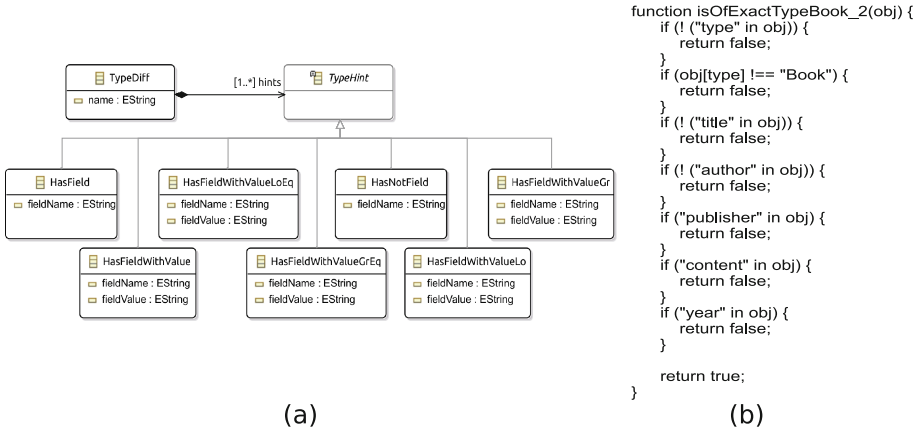 TypeDiff
name : EString
[1..*] hints
TypeHint
HasField
fieldName : EString
HasFieldWithValueLoEq
fieldName : EString
fieldValue : EString
HasNotField
fieldName : EString
HasFieldWithValueGr
fieldName : EString
fieldValue : EString
HasFieldWithValue
fieldName : EString
fieldValue : EString
HasFieldWithValueGrEq
fieldName : EString
fieldValue : EString
HasFieldWithValueLo
fieldName : EString
fieldValue : EString
(a)
function isOfExactTypeBook_2(obj) {
if (! ("type" in obj)) {
return false;
}
if (obj[type] !== "Book") {
return false;
}
if (! ("title" in obj)) {
return false;
}
if (! ("author" in obj)) {
return false;
}
if ("publisher" in obj) {
return false;
}
if ("content" in obj) {
return false;
}
if ("year" in obj) {
return false;
}
return true;
}
(b)